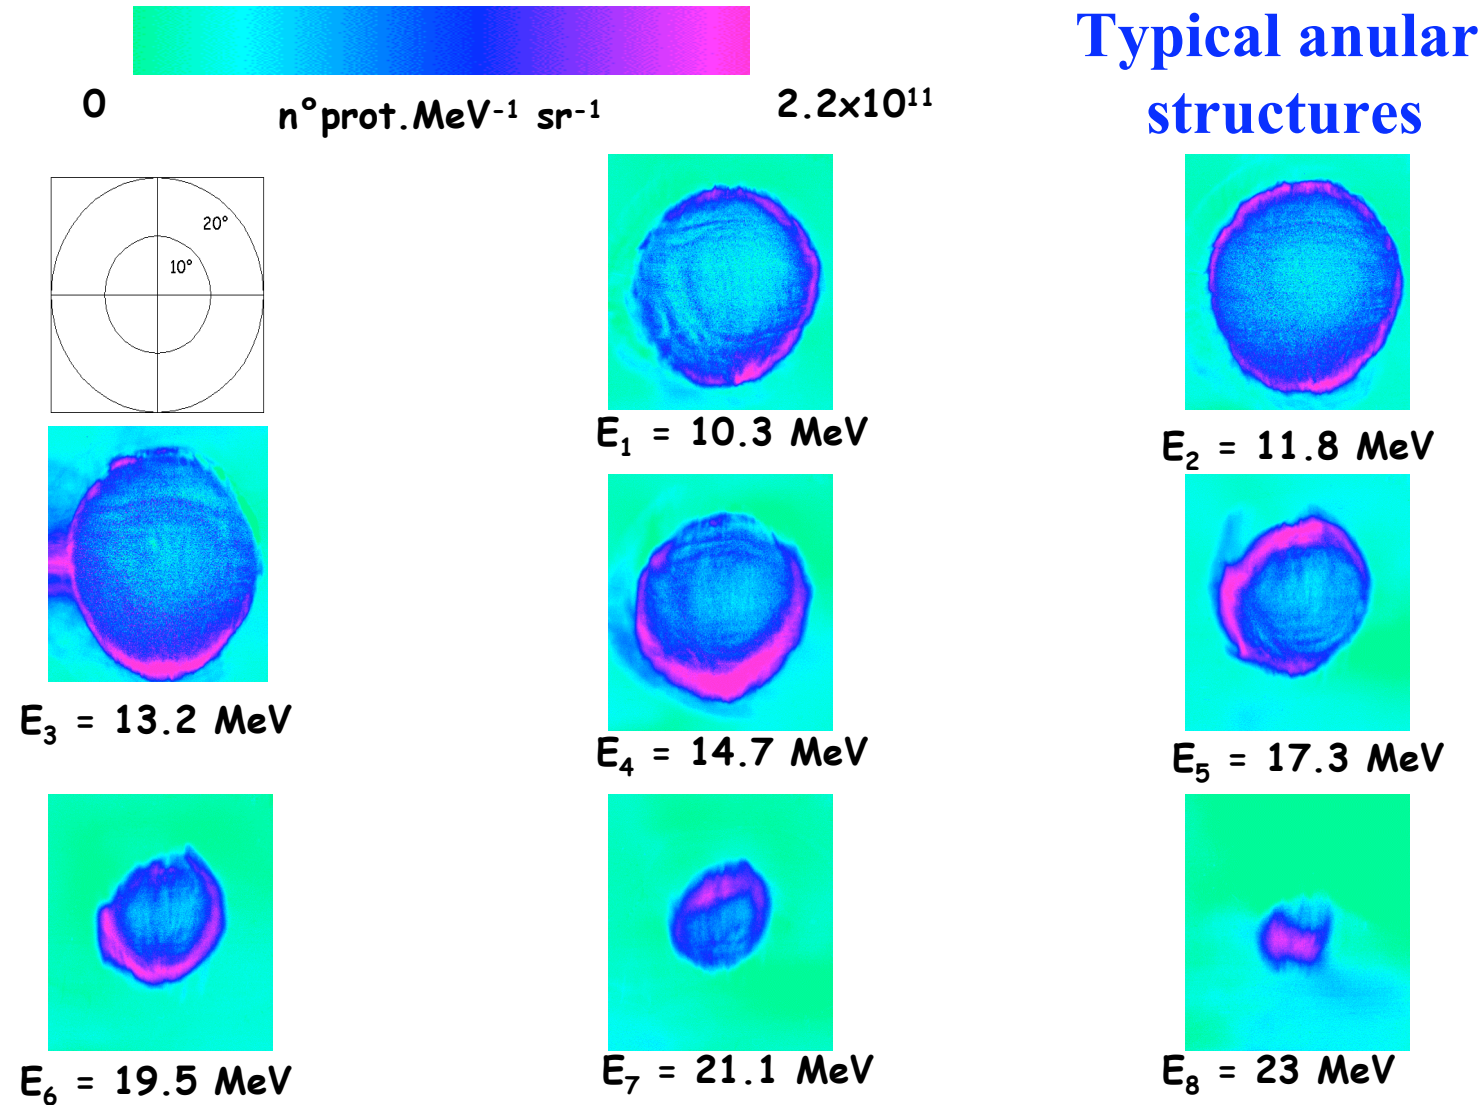 Typical anular
structures
0
n°prot.MeV⁻¹ sr⁻¹
2.2x10¹¹
20°
10°
E₁ = 10.3 MeV
E₂ = 11.8 MeV
E₃ = 13.2 MeV
E₄ = 14.7 MeV
E₅ = 17.3 MeV
E₆ = 19.5 MeV
E₇ = 21.1 MeV
E₈ = 23 MeV